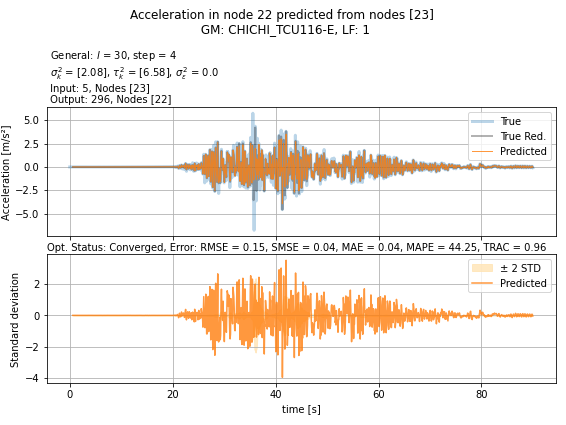 Acceleration in node 22 predicted from nodes [23]
GM: CHICHI_TCU116-E, LF: 1
General: l = 30, step = 4
σ²ₖ = [2.08], τ²ₖ = [6.58], σ²ε = 0.0
Input: 5, Nodes [23]
Output: 296, Nodes [22]
Acceleration [m/s²]
5.0
2.5
0.0
−2.5
−5.0
True
True Red.
Predicted
Opt. Status: Converged, Error: RMSE = 0.15, SMSE = 0.04, MAE = 0.04, MAPE = 44.25, TRAC = 0.96
Standard deviation
2
0
−2
−4
± 2 STD
Predicted
0 20 40 60 80
time [s]